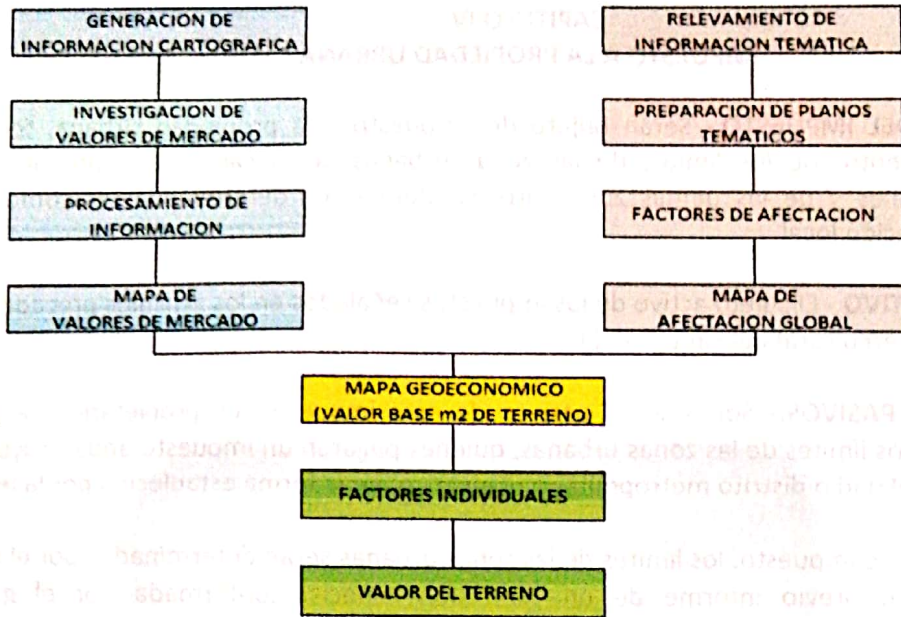 GENERACION DE
INFORMACION CARTOGRAFICA
INVESTIGACION DE
VALORES DE MERCADO
PROCESAMIENTO DE
INFORMACION
MAPA DE
VALORES DE MERCADO
RELEVAMIENTO DE
INFORMACION TEMATICA
PREPARACION DE PLANOS
TEMATICOS
FACTORES DE AFECTACION
MAPA DE
AFECTACION GLOBAL
MAPA GEOECONOMICO
(VALOR BASE m2 DE TERRENO)
FACTORES INDIVIDUALES
VALOR DEL TERRENO